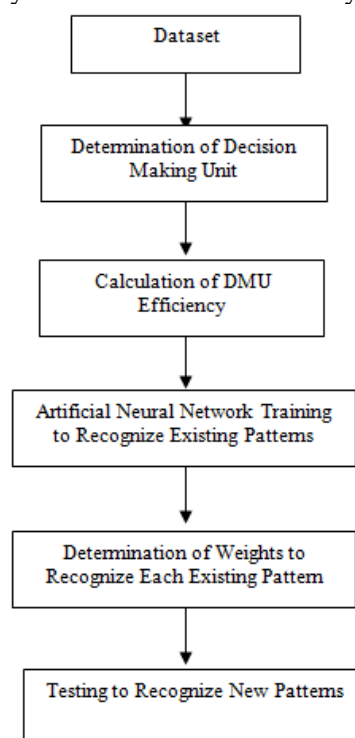 Dataset
Determination of Decision
Making Unit
Calculation of DMU
Efficiency
Artificial Neural Network Training
to Recognize Existing Patterns
Determination of Weights to
Recognize Each Existing Pattern
Testing to Recognize New Patterns